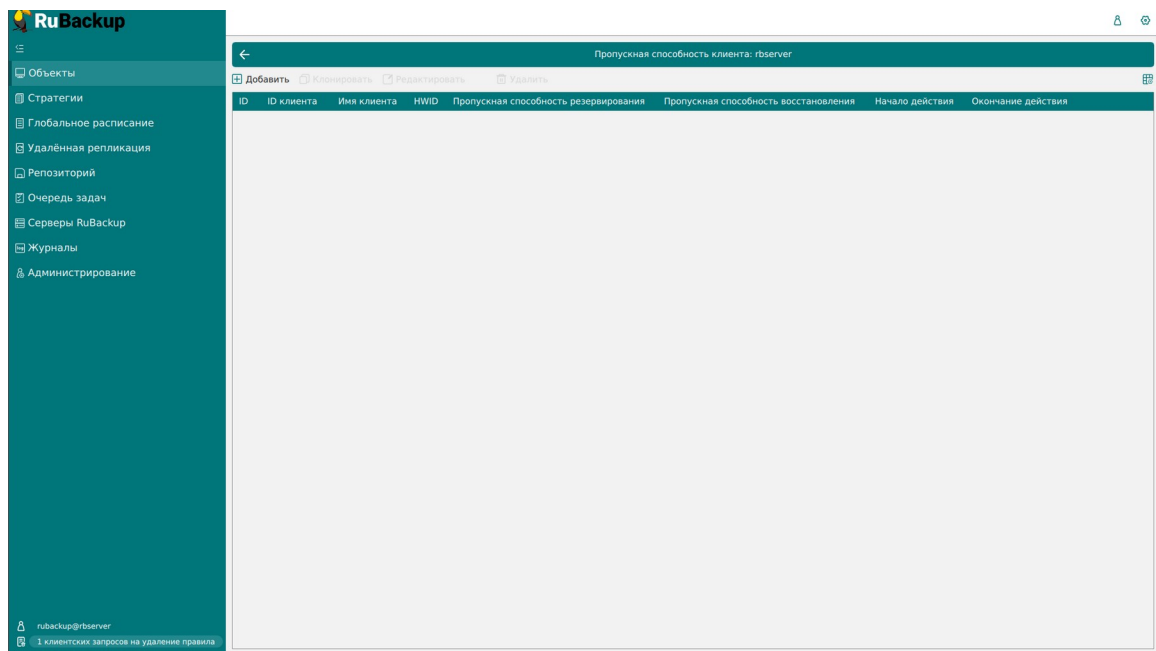 RuBackup
Пропускная способность клиента: rbserver
Объекты
Добавить Клонировать Редактировать Удалить
Стратегии
ID ID клиента Имя клиента HWID Пропускная способность резервирования Пропускная способность восстановления Начало действия Окончание действия
Глобальное расписание
Удалённая репликация
Репозиторий
Очередь задач
Серверы RuBackup
Журналы
Администрирование
rubackup@rbserver
1 клиентских запросов на удаление правила